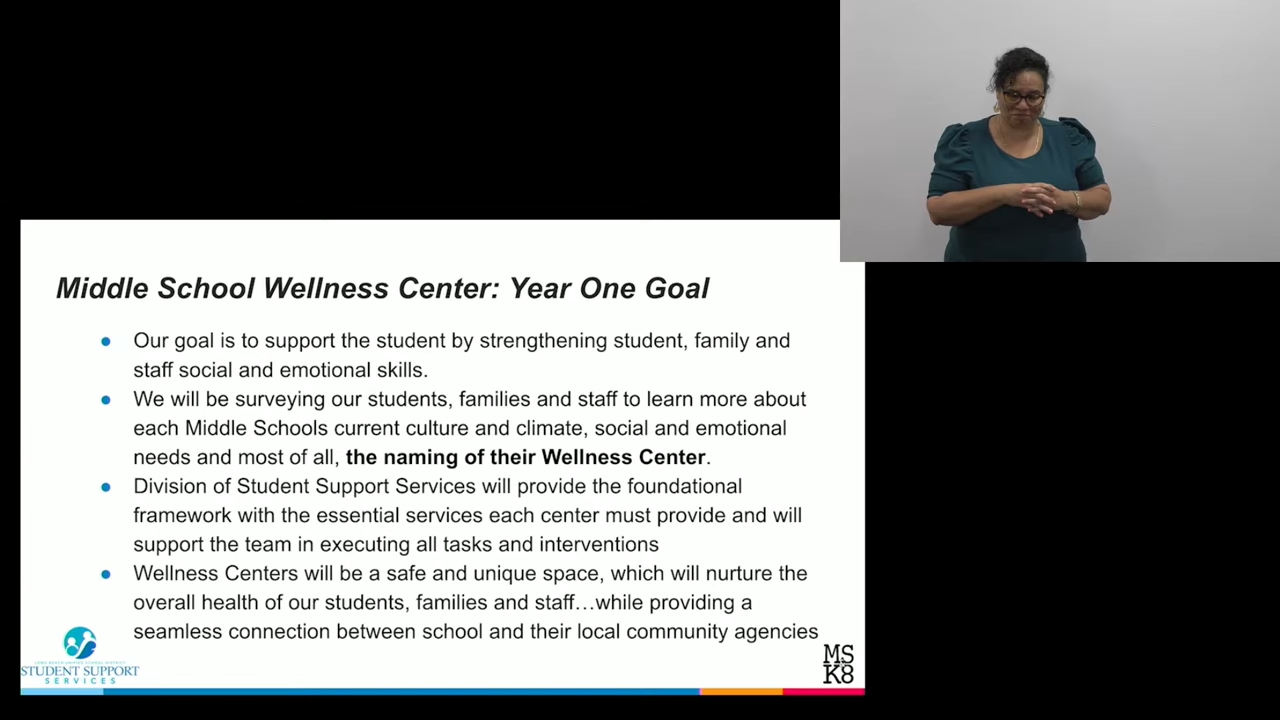 Middle School Wellness Center: Year One Goal
● Our goal is to support the student by strengthening student, family and
staff social and emotional skills.
● We will be surveying our students, families and staff to learn more about
each Middle Schools current culture and climate, social and emotional
needs and most of all, the naming of their Wellness Center.
● Division of Student Support Services will provide the foundational
framework with the essential services each center must provide and will
support the team in executing all tasks and interventions
● Wellness Centers will be a safe and unique space, which will nurture the
overall health of our students, families and staff…while providing a
seamless connection between school and their local community agencies
LONG BEACH UNIFIED SCHOOL DISTRICT
STUDENT SUPPORT
SERVICES
MS
K8